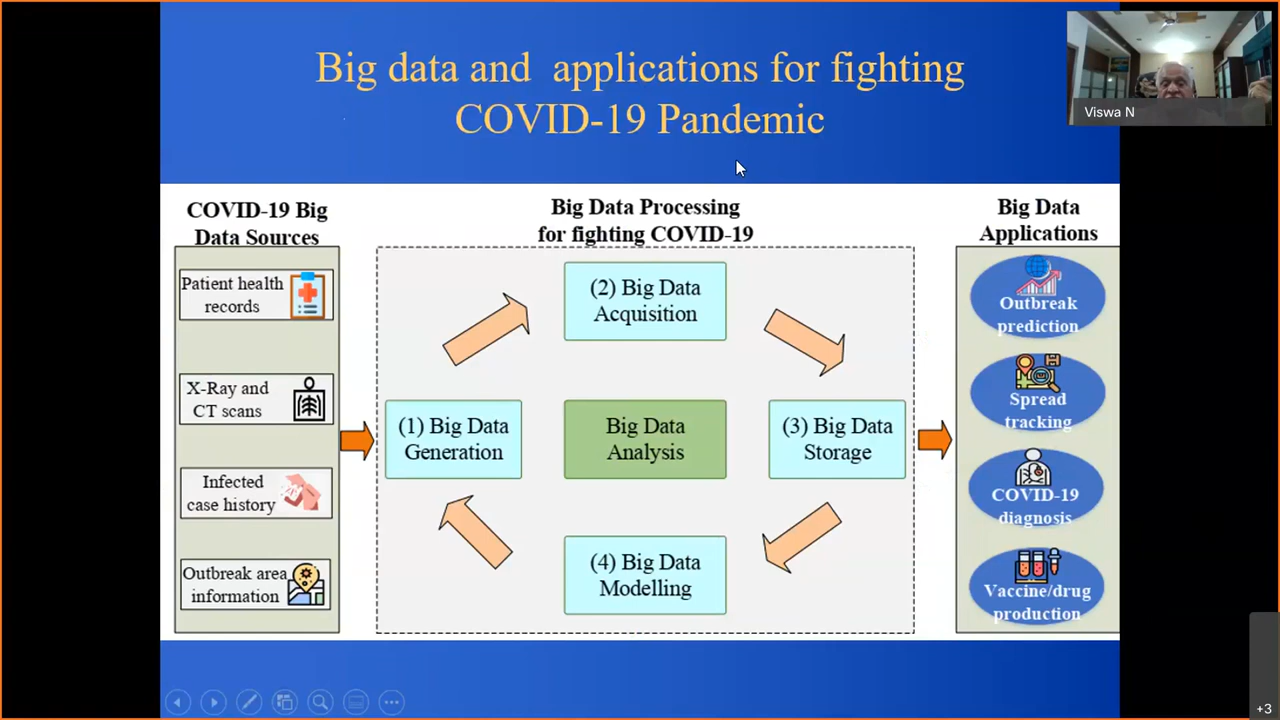 Big data and applications for fighting
COVID-19 Pandemic
Viswa N
COVID-19 Big
Data Sources
Patient health
records
X-Ray and
CT scans
Infected
case history
Outbreak area
information
Big Data Processing
for fighting COVID-19
(2) Big Data
Acquisition
(1) Big Data
Generation
Big Data
Analysis
(3) Big Data
Storage
(4) Big Data
Modelling
Big Data
Applications
Outbreak
prediction
Spread
tracking
COVID-19
diagnosis
Vaccine/drug
production
+3